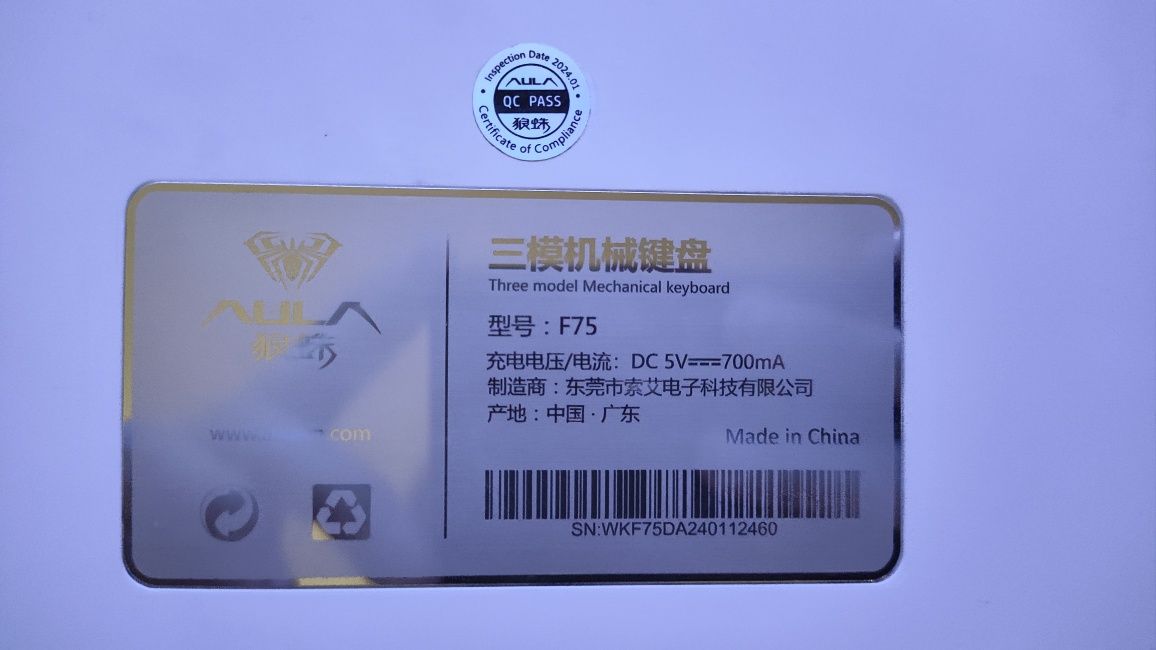 Inspection Date 2024.01
AULA
QC PASS
狼蛛
Certificate of Compliance
AULA
狼蛛
三模机械键盘
Three model Mechanical keyboard
型号：F75
充电电压/电流：DC 5V⎓700mA
制造商：东莞市索艾电子科技有限公司
产地：中国·广东
Made in China
SN:WKF75DA240112460